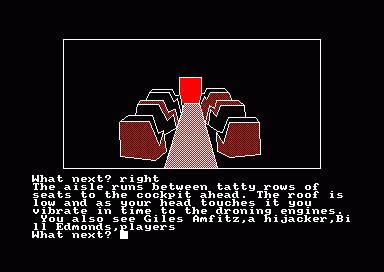 What next? right
The aisle runs between tatty rows of
seats to the cockpit ahead. The roof is
low and as your head touches it you
vibrate in time to the droning engines.
You also see Giles Amfitz,a hijacker,Bi
ll Edmonds,players
What next?